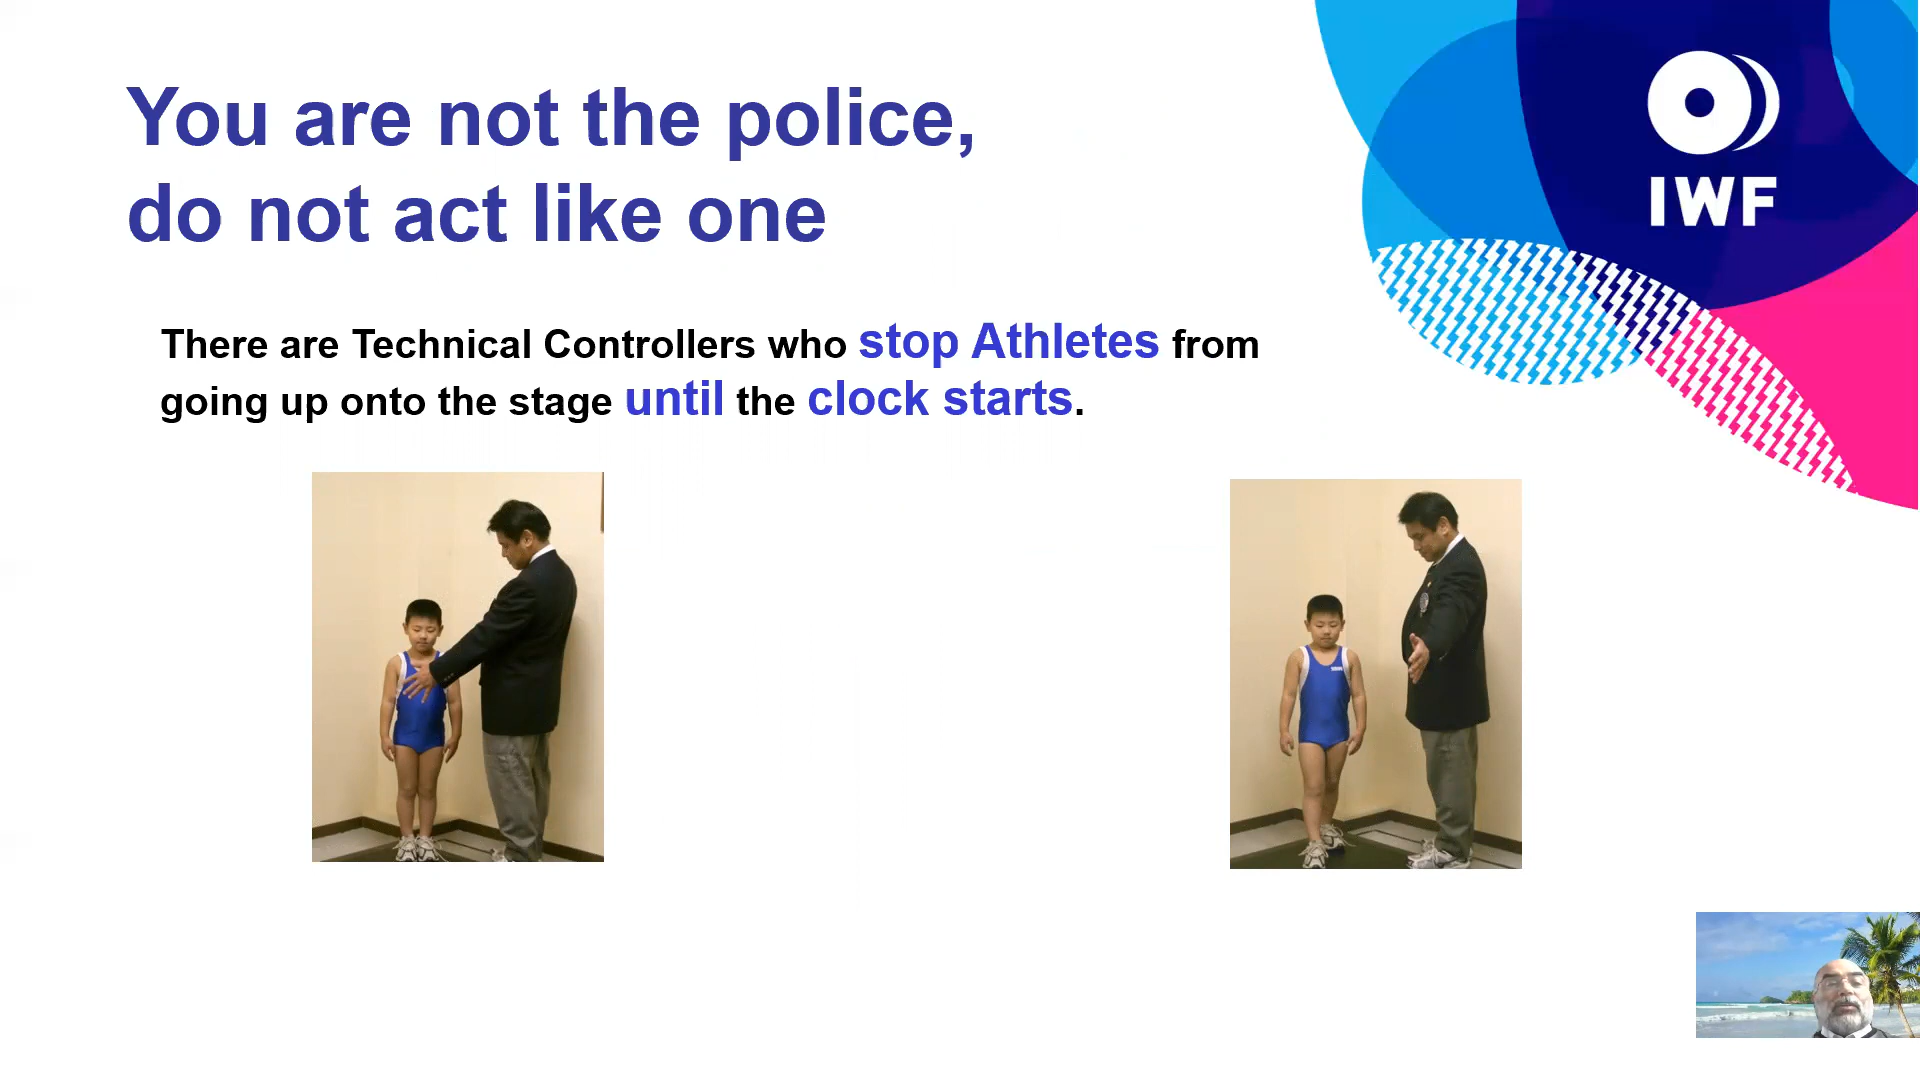 You are not the police,
do not act like one
IWF
There are Technical Controllers who stop Athletes from
going up onto the stage until the clock starts.